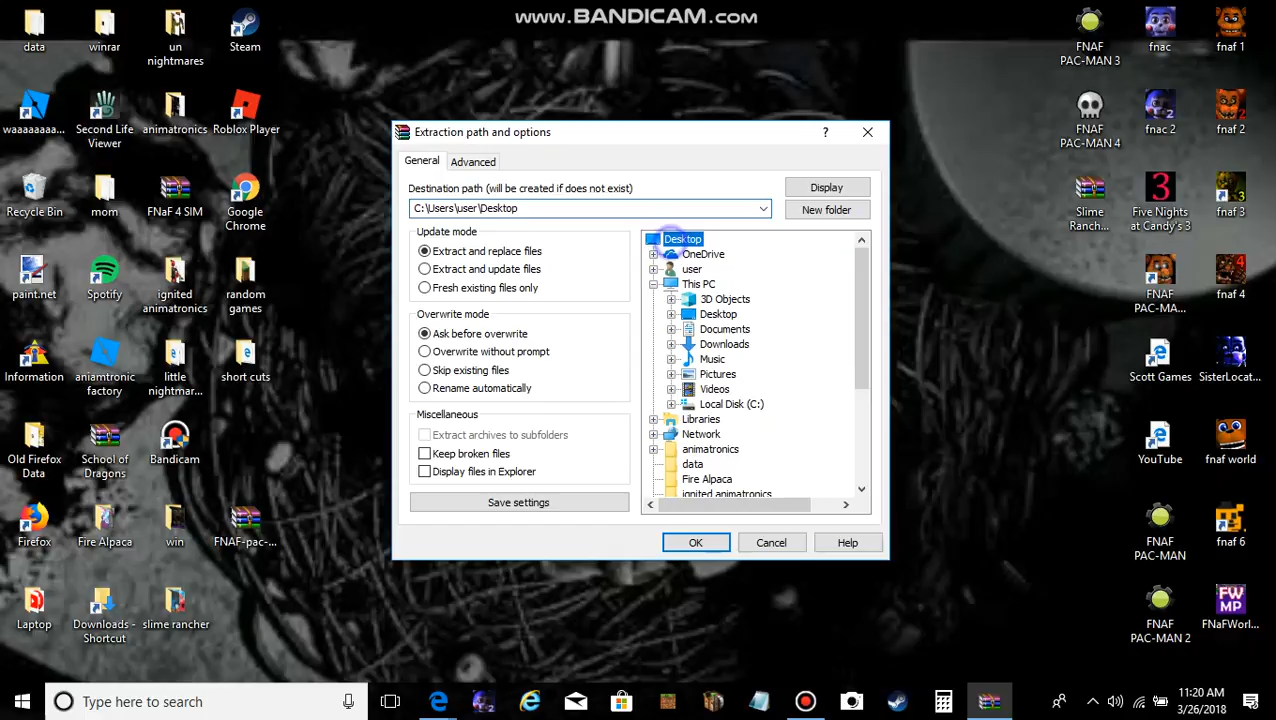 www.BANDICAM.com
data
winrar
un
nightmares
Steam
FNAF
PAC-MAN 3
fnac
fnaf 1
waaaaaaa...
Second Life
Viewer
animatronics
Roblox Player
FNAF
PAC-MAN 4
fnac 2
fnaf 2
Recycle Bin
mom
FNaF 4 SIM
Google
Chrome
Slime
Ranch...
Five Nights
at Candy's 3
fnaf 3
paint.net
Spotify
ignited
animatronics
random
games
FNAF
PA-MA...
fnaf 4
Information
aniamtronic
factory
little
nightmar...
short cuts
Scott Games
SisterLocat...
Old Firefox
Data
School of
Dragons
Bandicam
YouTube
fnaf world
Firefox
Fire Alpaca
win
FNAF-pac-...
FNAF
PAC-MAN
fnaf 6
Laptop
Downloads -
Shortcut
slime rancher
FNAF
PAC-MAN 2
FNaFWorl...
Extraction path and options
?
General
Advanced
Destination path (will be created if does not exist)
Display
C:\Users\user\Desktop
New folder
Update mode
Extract and replace files
Extract and update files
Fresh existing files only
Overwrite mode
Ask before overwrite
Overwrite without prompt
Skip existing files
Rename automatically
Miscellaneous
Extract archives to subfolders
Keep broken files
Display files in Explorer
Save settings
Desktop
OneDrive
user
This PC
3D Objects
Desktop
Documents
Downloads
Music
Pictures
Videos
Local Disk (C:)
Libraries
Network
animatronics
data
Fire Alpaca
ignited animatronics
OK
Cancel
Help
Type here to search
11:20 AM
3/26/2018